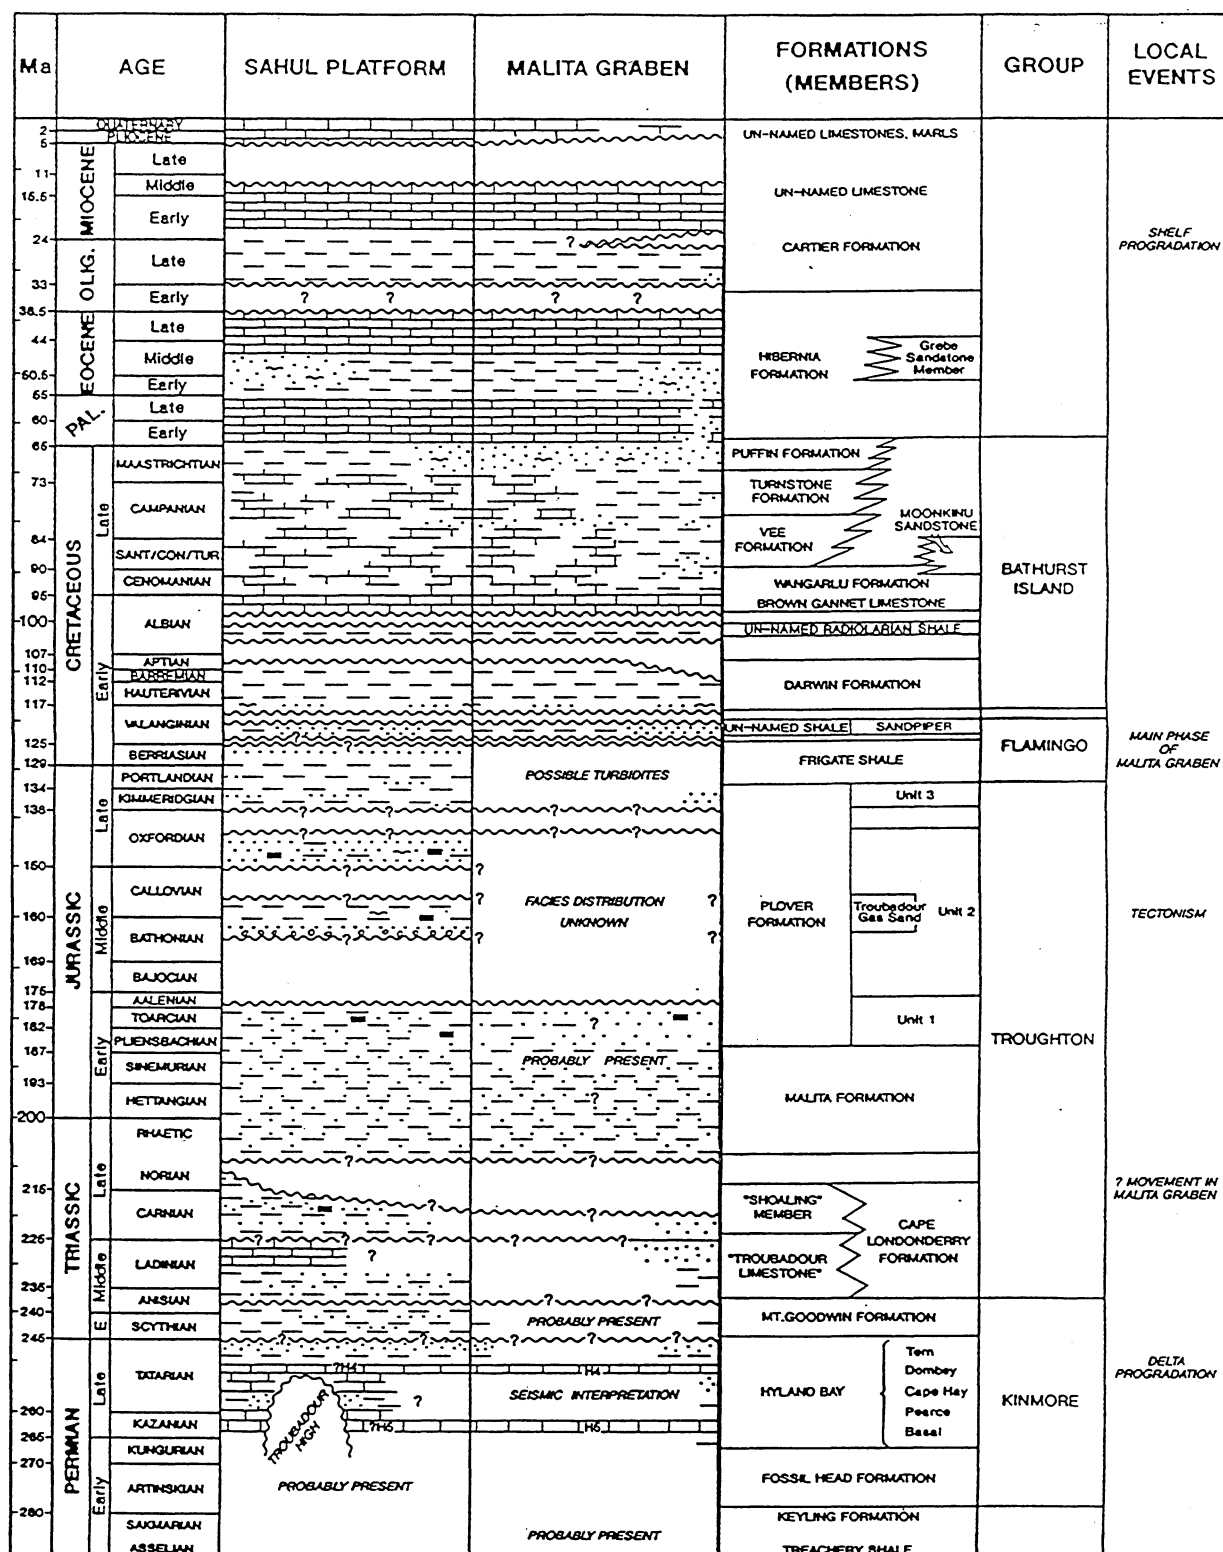 Ma
AGE
SAHUL PLATFORM
MALITA GRABEN
FORMATIONS
(MEMBERS)
GROUP
LOCAL
EVENTS
QUATERNARY
PLIOCENE
2
5
11
15.5
24
33
38.5
44
50.5
55
60
65
73
84
90
95
100
107
110
112
117
125
129
134
138
150
160
169
175
178
182
187
193
200
215
225
235
240
245
260
265
270
280
MIOCENE
Late
Middle
Early
OLIG.
Late
Early
EOCENE
Late
Middle
Early
PAL.
Late
Early
CRETACEOUS
Late
MAASTRICHTIAN
CAMPANIAN
SANT/CON/TUR
CENOMANIAN
Early
ALBIAN
APTIAN
BARREMIAN
HAUTERIVIAN
VALANGINIAN
BERRIASIAN
JURASSIC
Late
PORTLANDIAN
KIMMERIDGIAN
OXFORDIAN
Middle
CALLOVIAN
BATHONIAN
BAJOCIAN
Early
AALENIAN
TOARCIAN
PLIENSBACHIAN
SINEMURIAN
HETTANGIAN
TRIASSIC
Late
RHAETIC
NORIAN
CARNIAN
Middle
LADINIAN
ANISIAN
E
SCYTHIAN
PERMIAN
Late
TATARIAN
KAZANIAN
Early
KUNGURIAN
ARTINSKIAN
SAKMARIAN
ASSELIAN
?H4
TROUBADOUR
HIGH
?H5
PROBABLY PRESENT
POSSIBLE TURBIDITES
FACIES DISTRIBUTION
UNKNOWN
PROBABLY PRESENT
PROBABLY PRESENT
H4
SEISMIC INTERPRETATION
H5
PROBABLY PRESENT
UN-NAMED LIMESTONES, MARLS
UN-NAMED LIMESTONE
CARTIER FORMATION
HIBERNIA
FORMATION
Grebe
Sandstone
Member
PUFFIN FORMATION
TURNSTONE
FORMATION
VEE
FORMATION
MOONKINU
SANDSTONE
WANGARLU FORMATION
BROWN GANNET LIMESTONE
UN-NAMED RADIOLARIAN SHALE
DARWIN FORMATION
UN-NAMED SHALE
SANDPIPER
FRIGATE SHALE
PLOVER
FORMATION
Unit 3
Troubadour
Gas Sand
Unit 2
Unit 1
MALITA FORMATION
"SHOALING"
MEMBER
"TROUBADOUR
LIMESTONE"
CAPE
LONDONDERRY
FORMATION
MT.GOODWIN FORMATION
HYLAND BAY
Tern
Dombey
Cape Hay
Pearce
Basal
FOSSIL HEAD FORMATION
KEYLING FORMATION
TREACHERY SHALE
BATHURST
ISLAND
FLAMINGO
TROUGHTON
KINMORE
SHELF
PROGRADATION
MAIN PHASE
OF
MALITA GRABEN
TECTONISM
? MOVEMENT IN
MALITA GRABEN
DELTA
PROGRADATION